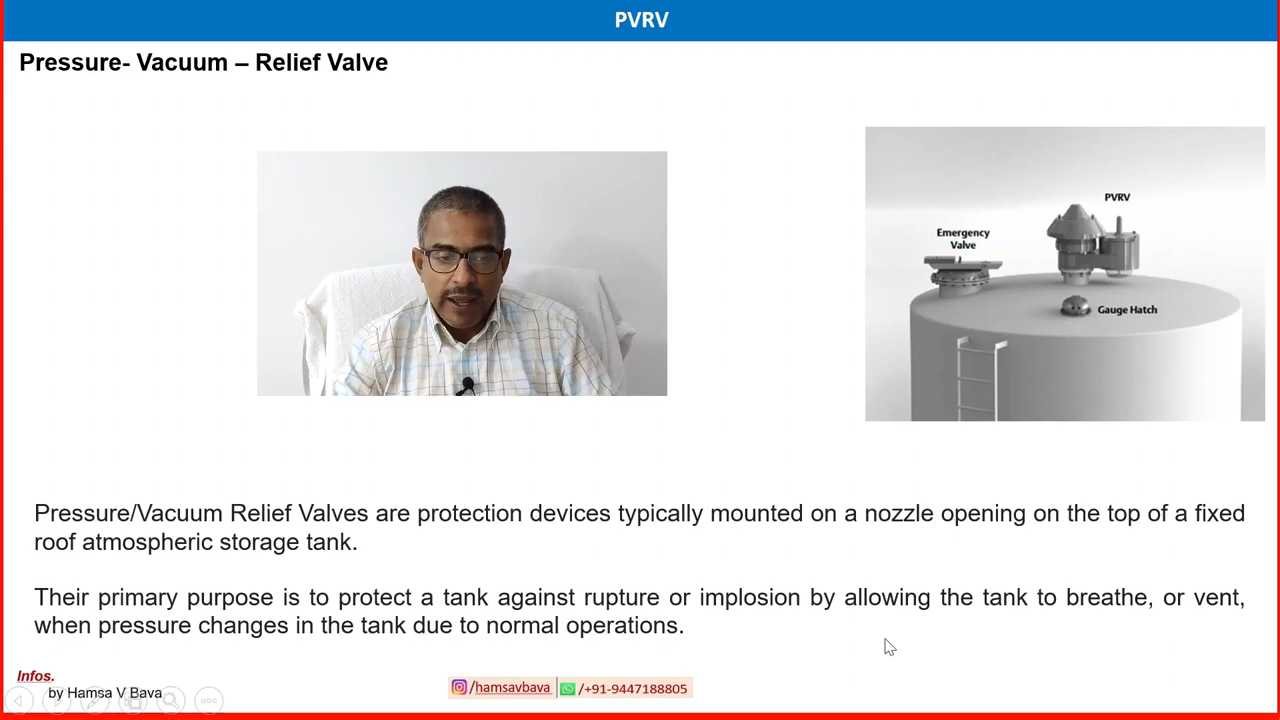 PVRV
Pressure- Vacuum – Relief Valve
PVRV
Emergency
Valve
Gauge Hatch
Pressure/Vacuum Relief Valves are protection devices typically mounted on a nozzle opening on the top of a fixed
roof atmospheric storage tank.
Their primary purpose is to protect a tank against rupture or implosion by allowing the tank to breathe, or vent,
when pressure changes in the tank due to normal operations.
Infos.
by Hamsa V Bava
/hamsavbava
/+91-9447188805